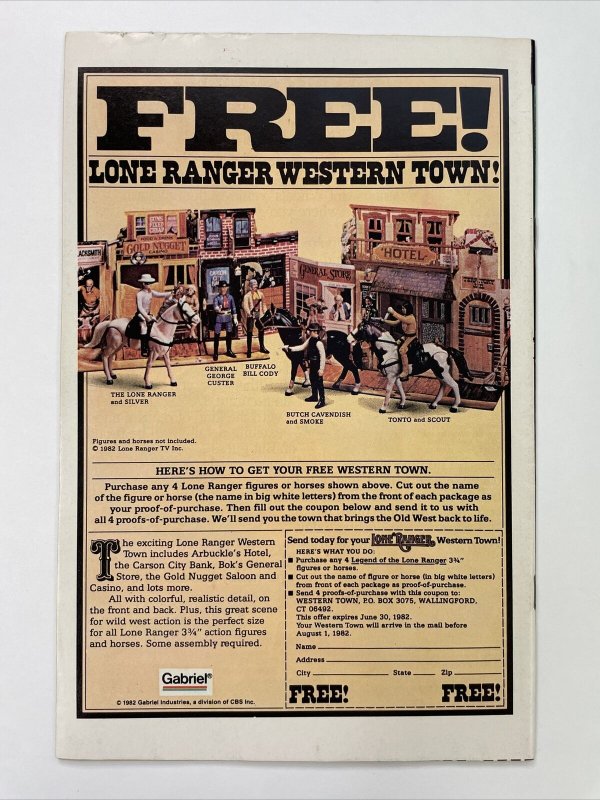 FREE!
LONE RANGER WESTERN TOWN!
GUNS
FIXED
CHEAP
GOLD NUGGET
CASINO
HOTEL
GENERAL STORE
THE LONE RANGER
and SILVER
GENERAL
GEORGE
CUSTER
BUFFALO
BILL CODY
BUTCH CAVENDISH
and SMOKE
TONTO and SCOUT
Figures and horses not included.
© 1982 Lone Ranger TV Inc.
HERE'S HOW TO GET YOUR FREE WESTERN TOWN.
Purchase any 4 Lone Ranger figures or horses shown above. Cut out the name
of the figure or horse (the name in big white letters) from the front of each package as
your proof-of-purchase. Then fill out the coupon below and send it to us with
all 4 proofs-of-purchase. We'll send you the town that brings the Old West back to life.
The exciting Lone Ranger Western
Town includes Arbuckle's Hotel,
the Carson City Bank, Bok's General
Store, the Gold Nugget Saloon and
Casino, and lots more.
All with colorful, realistic detail, on
the front and back. Plus, this great scene
for wild west action is the perfect size
for all Lone Ranger 3¾" action figures
and horses. Some assembly required.
Gabriel®
© 1982 Gabriel Industries, a division of CBS Inc.
Send today for your LONE RANGER Western Town!
HERE'S WHAT YOU DO:
■ Purchase any 4 Legend of the Lone Ranger 3¾"
figures or horses.
■ Cut out the name of figure or horse (in big white letters)
from front of each package as proof-of-purchase.
■ Send 4 proofs-of-purchase with this coupon to:
WESTERN TOWN, P.O. BOX 3075, WALLINGFORD,
CT 06492.
This offer expires June 30, 1982.
Your Western Town will arrive in the mail before
August 1, 1982.
Name
Address
City State Zip
FREE! FREE!